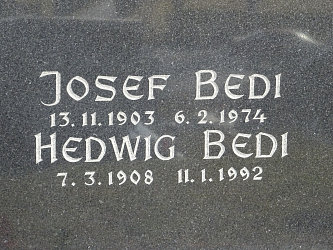 JOSEF BEDI
13.11.1903 6.2.1974
HEDWIG BEDI
7.3.1908 11.1.1992